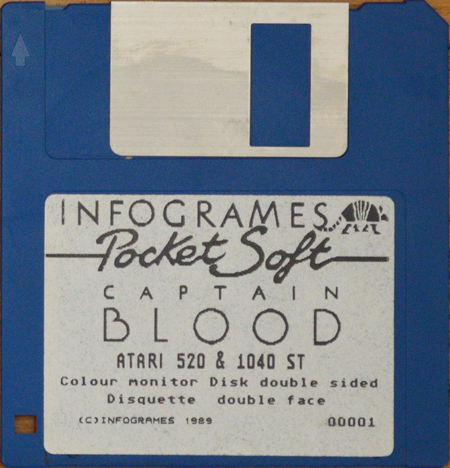 INFOGRAMES
Pocket Soft
CAPTAIN
BLOOD
ATARI 520 & 1040 ST
Colour monitor Disk double sided
Disquette double face
(C)INFOGRAMES 1989 00001